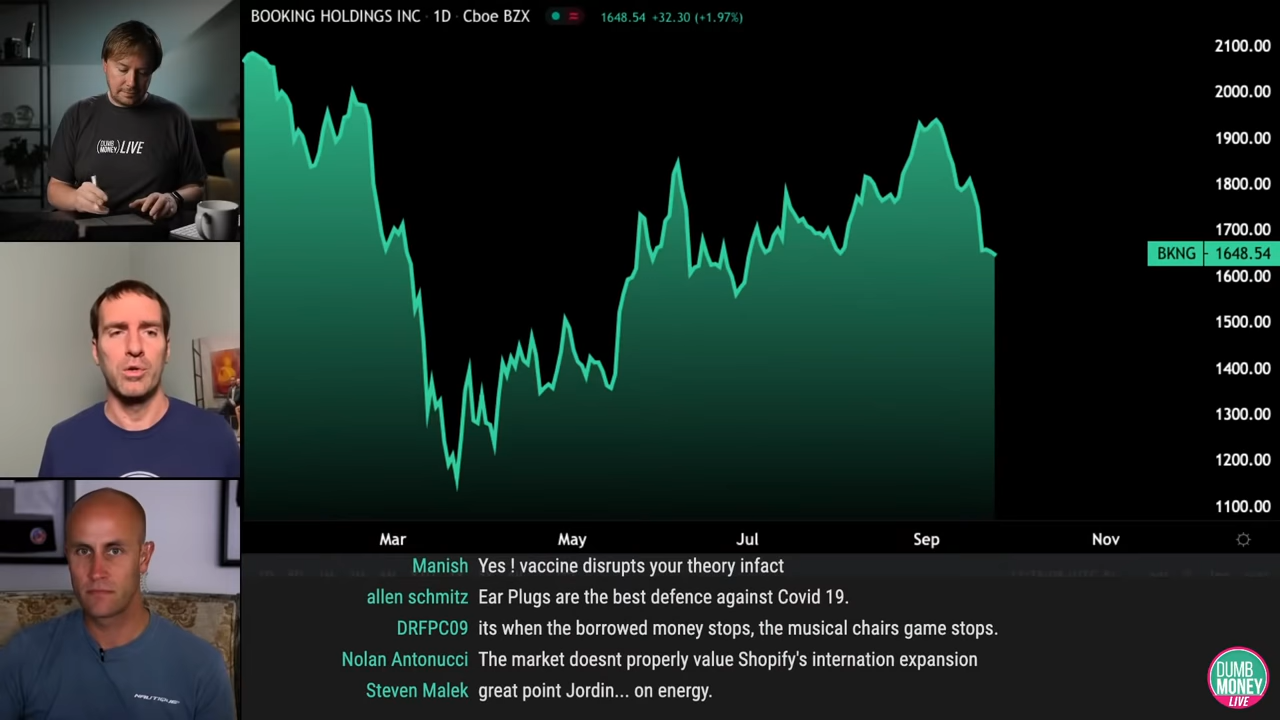 BOOKING HOLDINGS INC · 1D · Cboe BZX
1648.54 +32.30 (+1.97%)
(DUMB MONEY) LIVE
2100.00
2000.00
1900.00
1800.00
1700.00
BKNG 1648.54
1600.00
1500.00
1400.00
1300.00
1200.00
1100.00
Mar May Jul Sep Nov
Manish Yes ! vaccine disrupts your theory infact
allen schmitz Ear Plugs are the best defence against Covid 19.
DRFPC09 its when the borrowed money stops, the musical chairs game stops.
Nolan Antonucci The market doesnt properly value Shopify's internation expansion
Steven Malek great point Jordin... on energy.
NAUTIQUE
DUMB
MONEY
LIVE